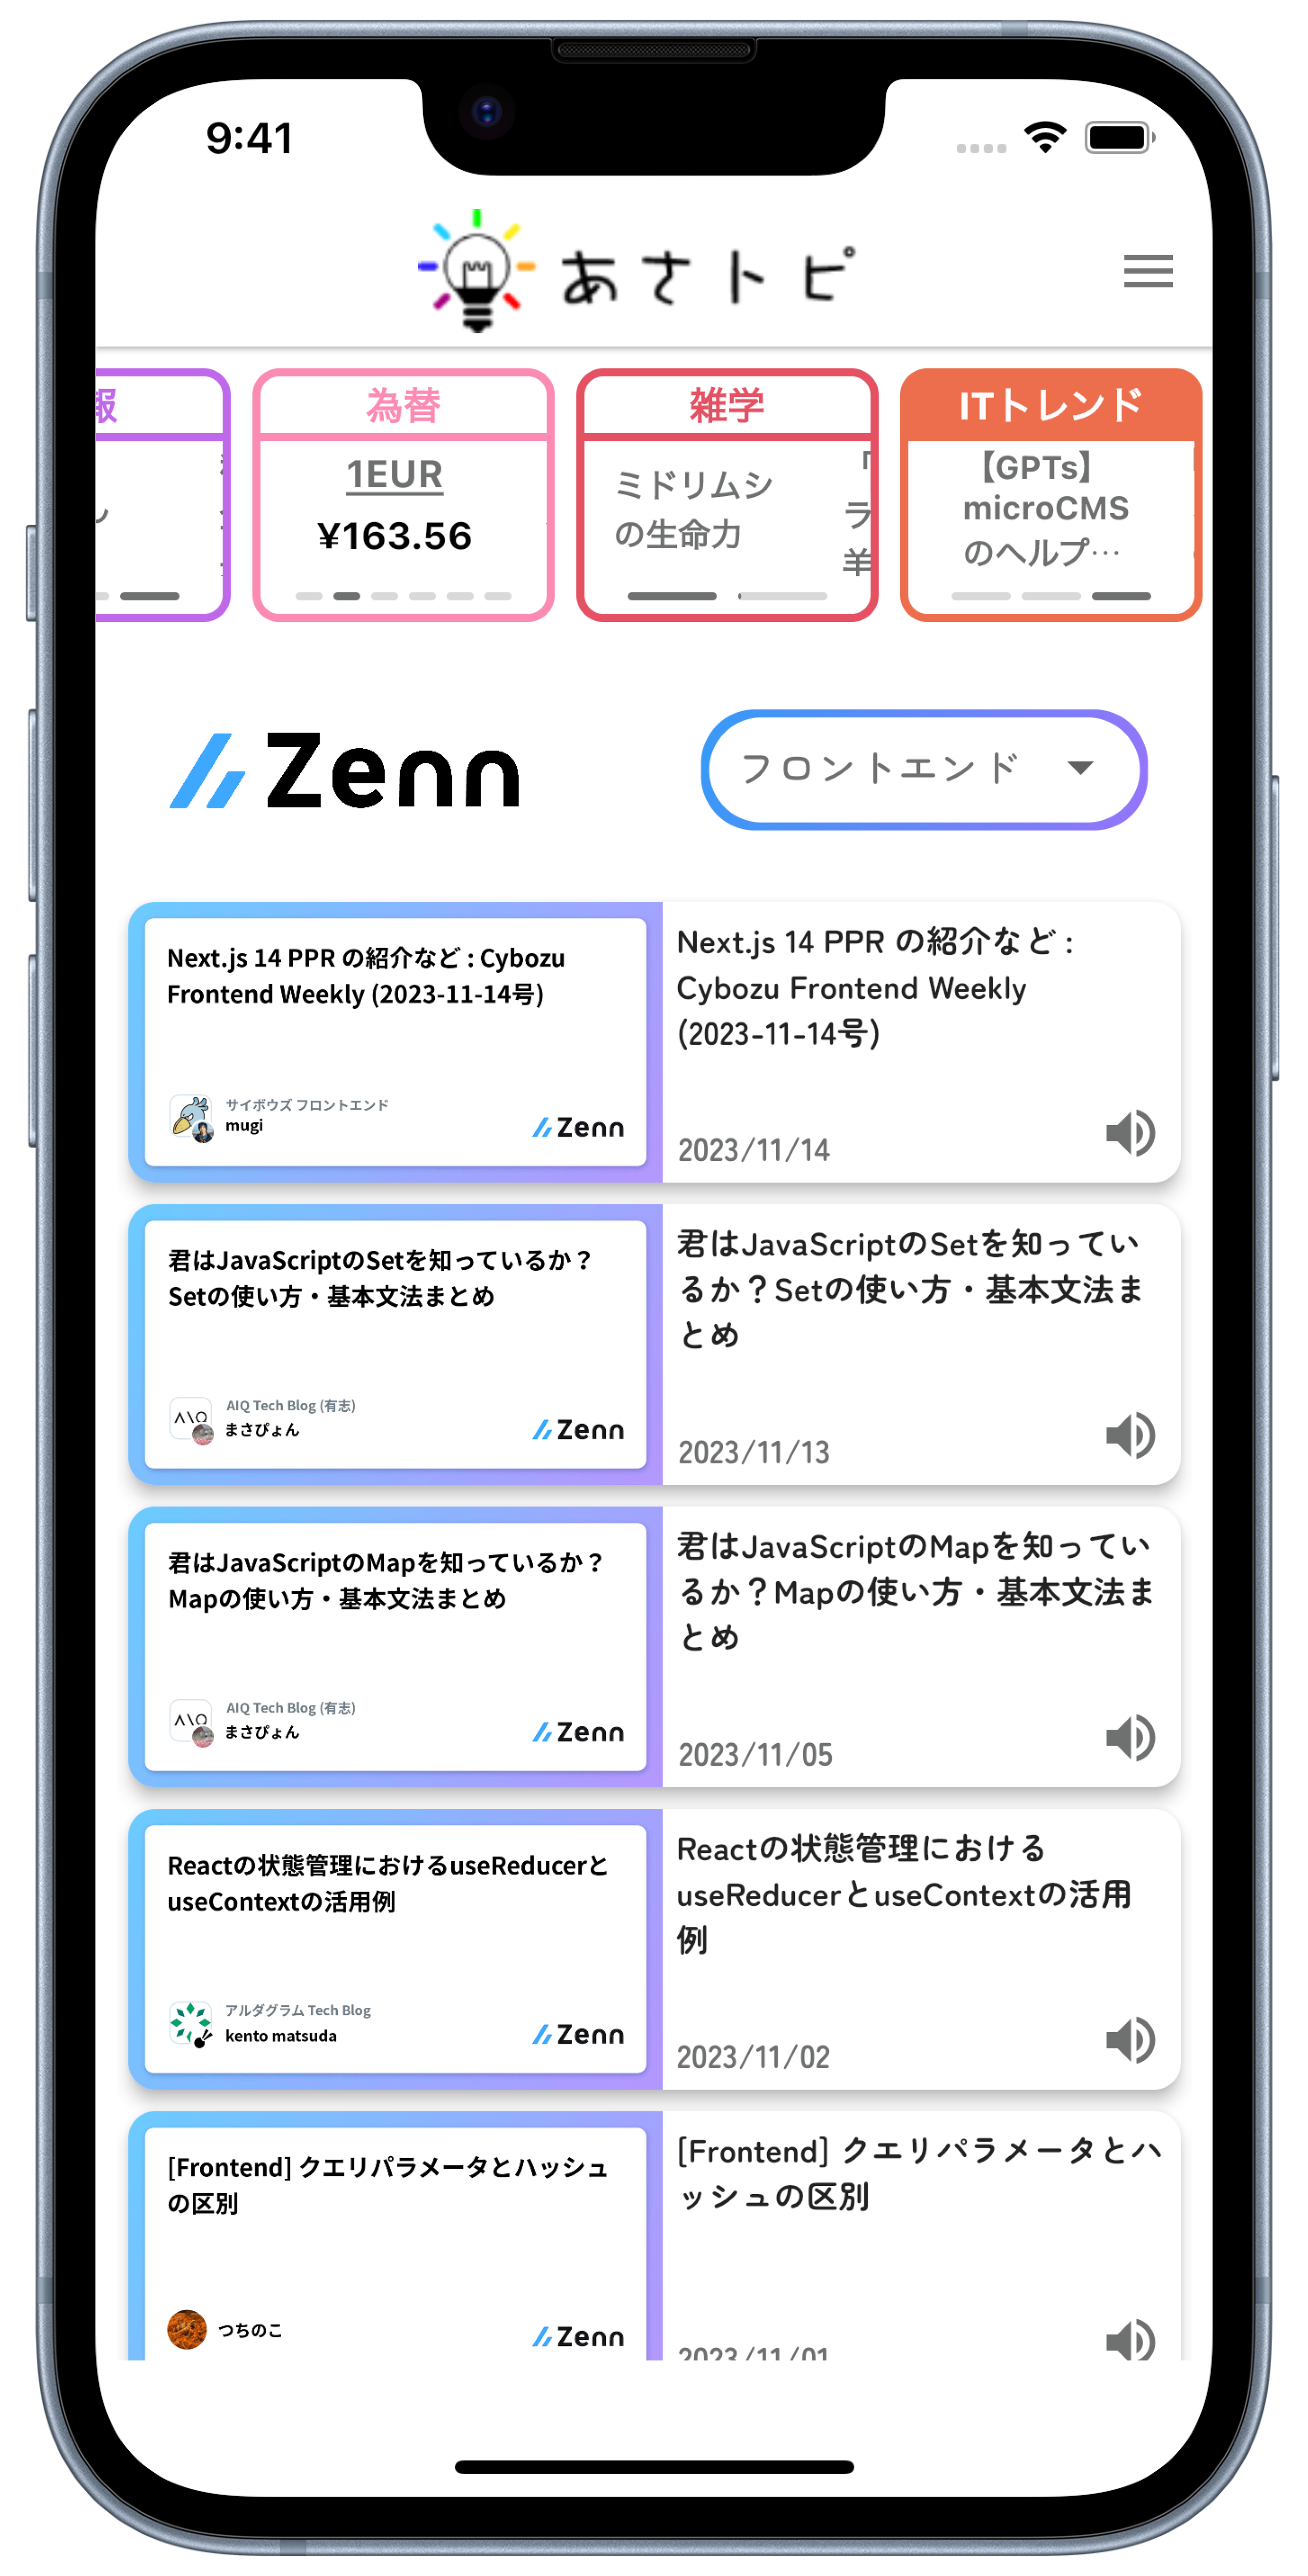 9:41
あさトピ
報
為替
1EUR
¥163.56
雑学
ミドリムシ
の生命力
「
ラ
羊
ITトレンド
【GPTs】
microCMS
のヘルプ…
Zenn
フロントエンド
Next.js 14 PPR の紹介など : Cybozu
Frontend Weekly (2023-11-14号)
サイボウズ フロントエンド
mugi
Zenn
Next.js 14 PPR の紹介など :
Cybozu Frontend Weekly
(2023-11-14号)
2023/11/14
君はJavaScriptのSetを知っているか？
Setの使い方・基本文法まとめ
AIQ Tech Blog (有志)
まさぴょん
Zenn
君はJavaScriptのSetを知ってい
るか？Setの使い方・基本文法ま
とめ
2023/11/13
君はJavaScriptのMapを知っているか？
Mapの使い方・基本文法まとめ
AIQ Tech Blog (有志)
まさぴょん
Zenn
君はJavaScriptのMapを知ってい
るか？Mapの使い方・基本文法ま
とめ
2023/11/05
Reactの状態管理におけるuseReducerと
useContextの活用例
アルダグラム Tech Blog
kento matsuda
Zenn
Reactの状態管理における
useReducerとuseContextの活用
例
2023/11/02
[Frontend] クエリパラメータとハッシュ
の区別
つちのこ
Zenn
[Frontend] クエリパラメータとハ
ッシュの区別
2023/11/01